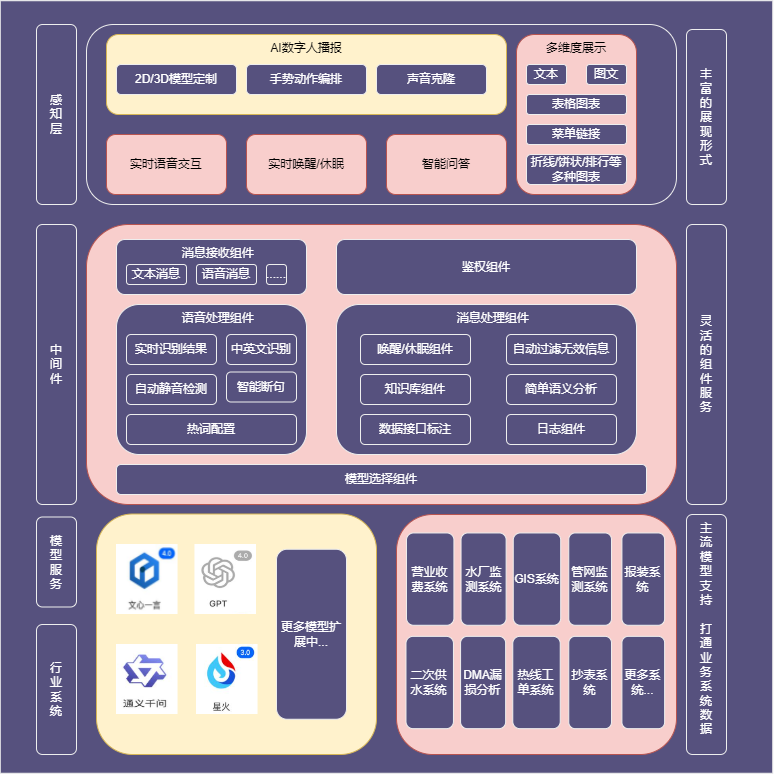 感知层
AI数字人播报
2D/3D模型定制
手势动作编排
声音克隆
实时语音交互
实时唤醒/休眠
智能问答
多维度展示
文本
图文
表格图表
菜单链接
折线/饼状/排行等
多种图表
丰富的展现形式
中间件
消息接收组件
文本消息
语音消息
......
鉴权组件
语音处理组件
实时识别结果
中英文识别
自动静音检测
智能断句
热词配置
消息处理组件
唤醒/休眠组件
自动过滤无效信息
知识库组件
简单语义分析
数据接口标注
日志组件
模型选择组件
灵活的组件服务
模型服务
行业系统
4.0
文心一言
4.0
GPT
通义千问
3.0
星火
更多模型扩
展中...
营业收
费系统
水厂监
测系统
GIS系统
管网监
测系统
报装系
统
二次供
水系统
DMA漏
损分析
热线工
单系统
抄表系
统
更多系
统...
主流模型支持 打通业务系统数据